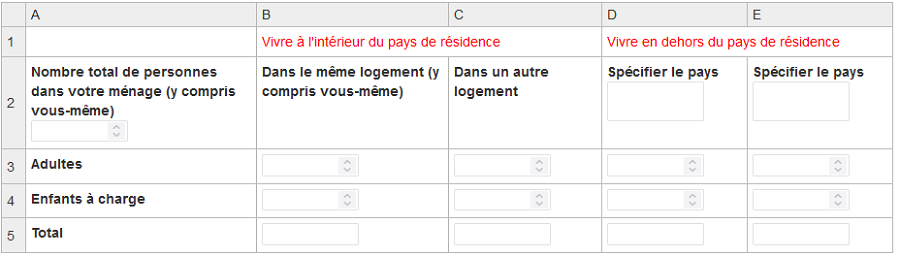 A B C D E
1 Vivre à l'intérieur du pays de résidence Vivre en dehors du pays de résidence
Nombre total de personnes Dans le même logement (y Dans un autre Spécifier le pays Spécifier le pays
dans votre ménage (y compris compris vous-même) logement
2 vous-même)
3 Adultes
4 Enfants à charge
5 Total